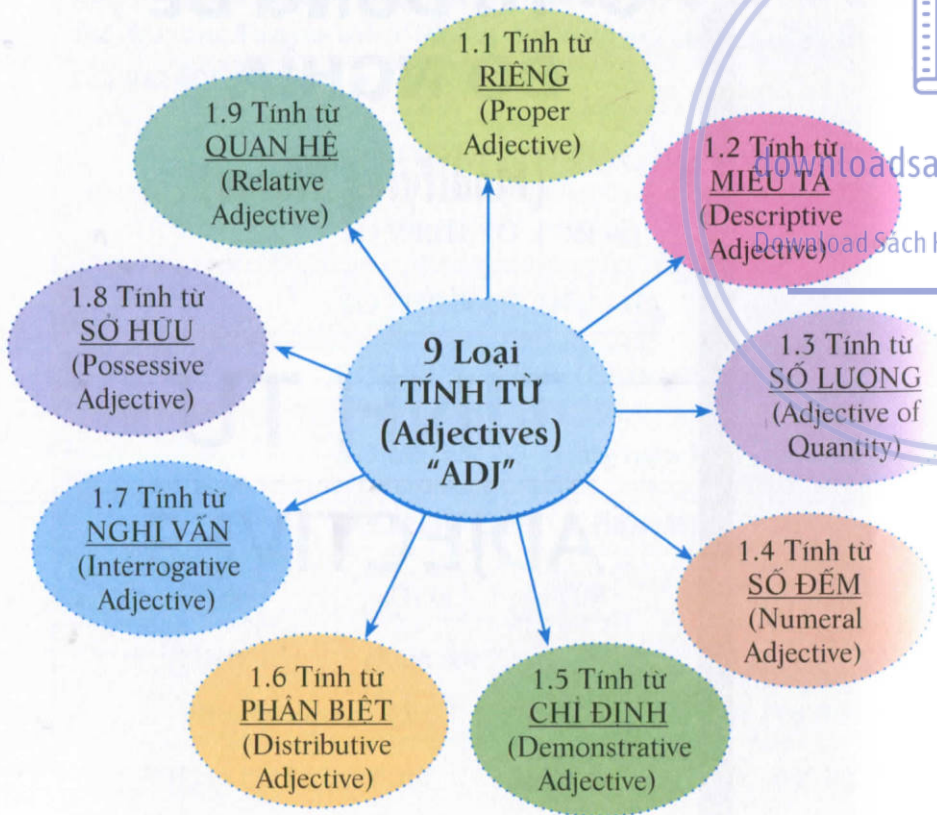 1.1 Tính từ
RIÊNG
(Proper
Adjective)
1.2 Tính từ
MIÊU TẢ
(Descriptive
Adjective)
1.3 Tính từ
SỐ LƯỢNG
(Adjective of
Quantity)
1.4 Tính từ
SỐ ĐẾM
(Numeral
Adjective)
1.5 Tính từ
CHỈ ĐỊNH
(Demonstrative
Adjective)
1.6 Tính từ
PHÂN BIỆT
(Distributive
Adjective)
1.7 Tính từ
NGHI VẤN
(Interrogative
Adjective)
1.8 Tính từ
SỞ HỮU
(Possessive
Adjective)
1.9 Tính từ
QUAN HỆ
(Relative
Adjective)
9 Loại
TÍNH TỪ
(Adjectives)
“ADJ”
downloadsa
Download Sách H